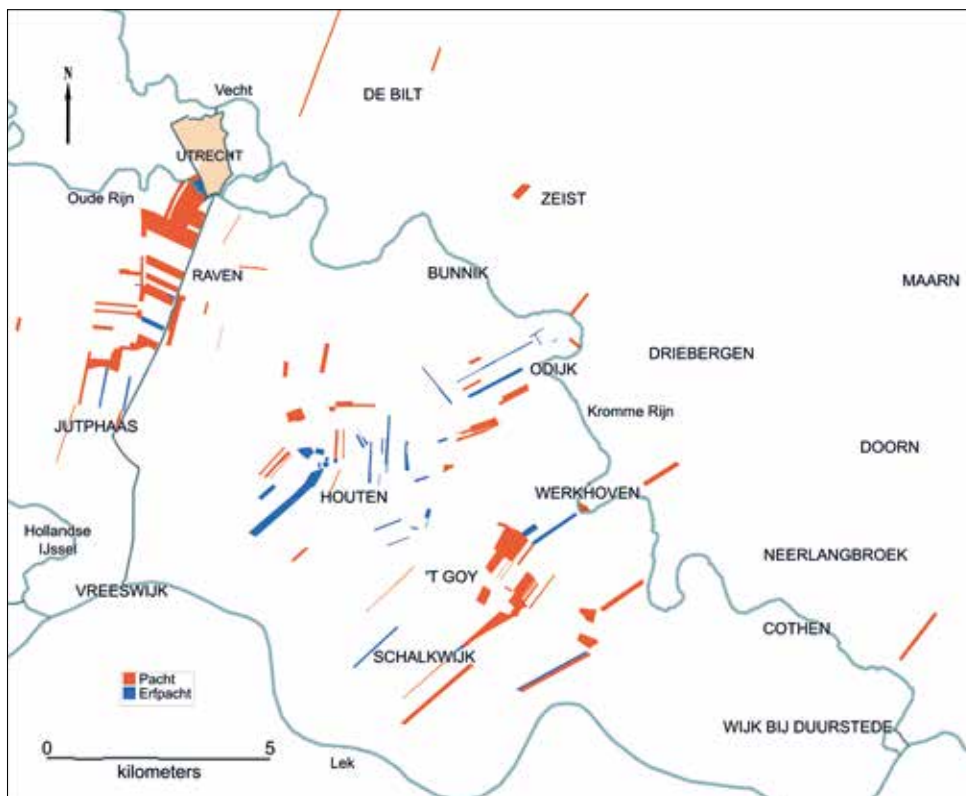 N
Vecht
DE BILT
UTRECHT
Oude Rijn
ZEIST
RAVEN
BUNNIK
MAARN
DRIEBERGEN
ODIJK
Kromme Rijn
JUTPHAAS
DOORN
HOUTEN
WERKHOVEN
Hollandse
IJssel
NEERLANGBROEK
'T GOY
VREESWIJK
COTHEN
SCHALKWIJK
Pacht
Erfpacht
WIJK BIJ DUURSTEDE
0 5
kilometers
Lek